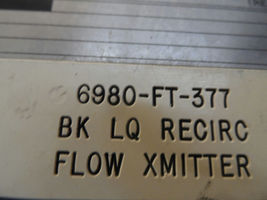 6980-FT-377
BK LQ RECIRC
FLOW XMITTER